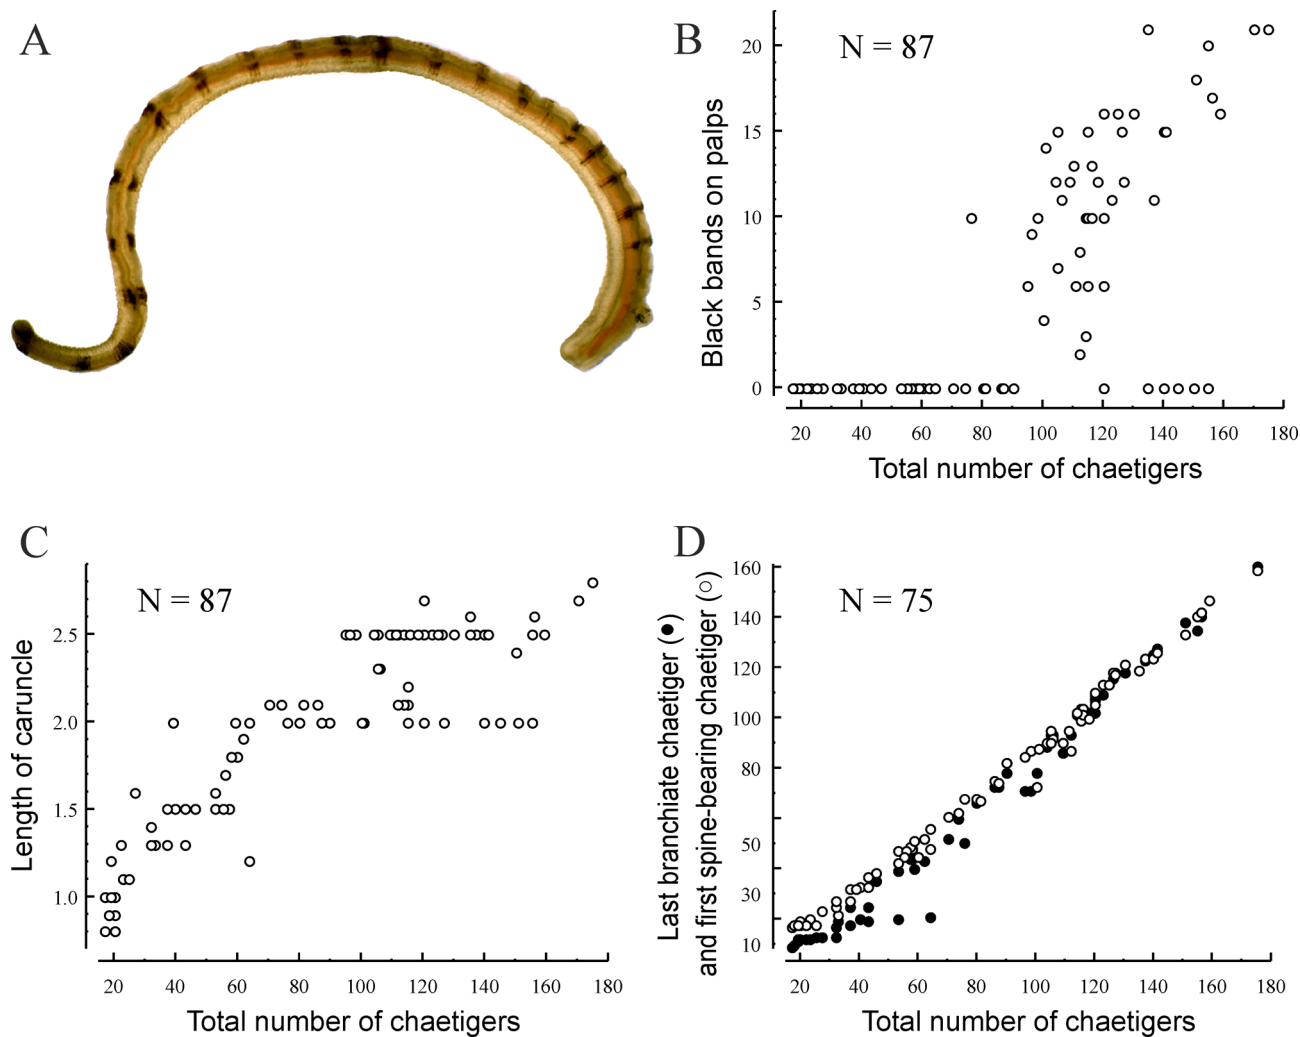 A
B
N = 87
Black bands on palps
20
15
10
5
0
20 40 60 80 100 120 140 160 180
Total number of chaetigers
C
N = 87
Length of caruncle
2.5
2.0
1.5
1.0
20 40 60 80 100 120 140 160 180
Total number of chaetigers
D
N = 75
Last branchiate chaetiger (●)
and first spine-bearing chaetiger (○)
160
140
120
100
80
50
30
10
20 40 60 80 100 120 140 160 180
Total number of chaetigers